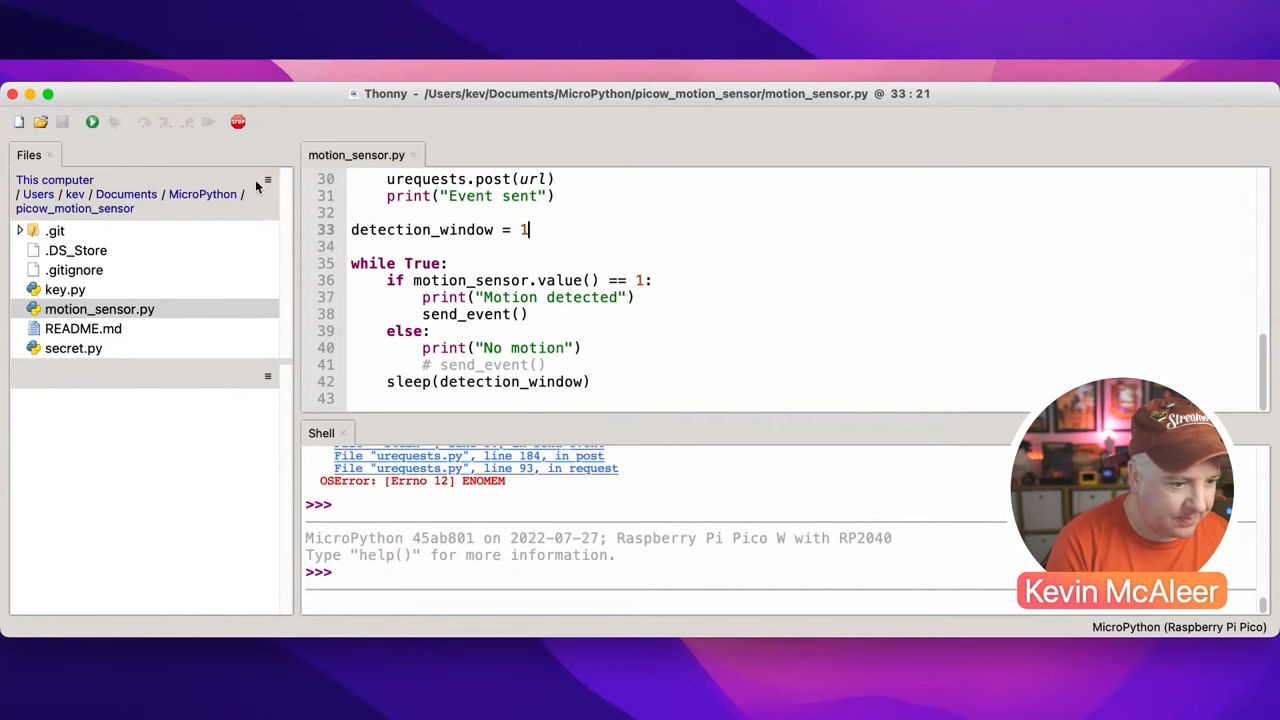 Thonny - /Users/kev/Documents/MicroPython/picow_motion_sensor/motion_sensor.py @ 33 : 21
STOP
Files
This computer
/ Users / kev / Documents / MicroPython /
picow_motion_sensor
.git
.DS_Store
.gitignore
key.py
motion_sensor.py
README.md
secret.py
motion_sensor.py
30 urequests.post(url)
31 print("Event sent")
32
33 detection_window = 1
34
35 while True:
36 if motion_sensor.value() == 1:
37 print("Motion detected")
38 send_event()
39 else:
40 print("No motion")
41 # send_event()
42 sleep(detection_window)
43
Shell
File "urequests.py", line 184, in post
File "urequests.py", line 93, in request
OSError: [Errno 12] ENOMEM
>>>
MicroPython 45ab801 on 2022-07-27; Raspberry Pi Pico W with RP2040
Type "help()" for more information.
>>>
Kevin McAleer
MicroPython (Raspberry Pi Pico)